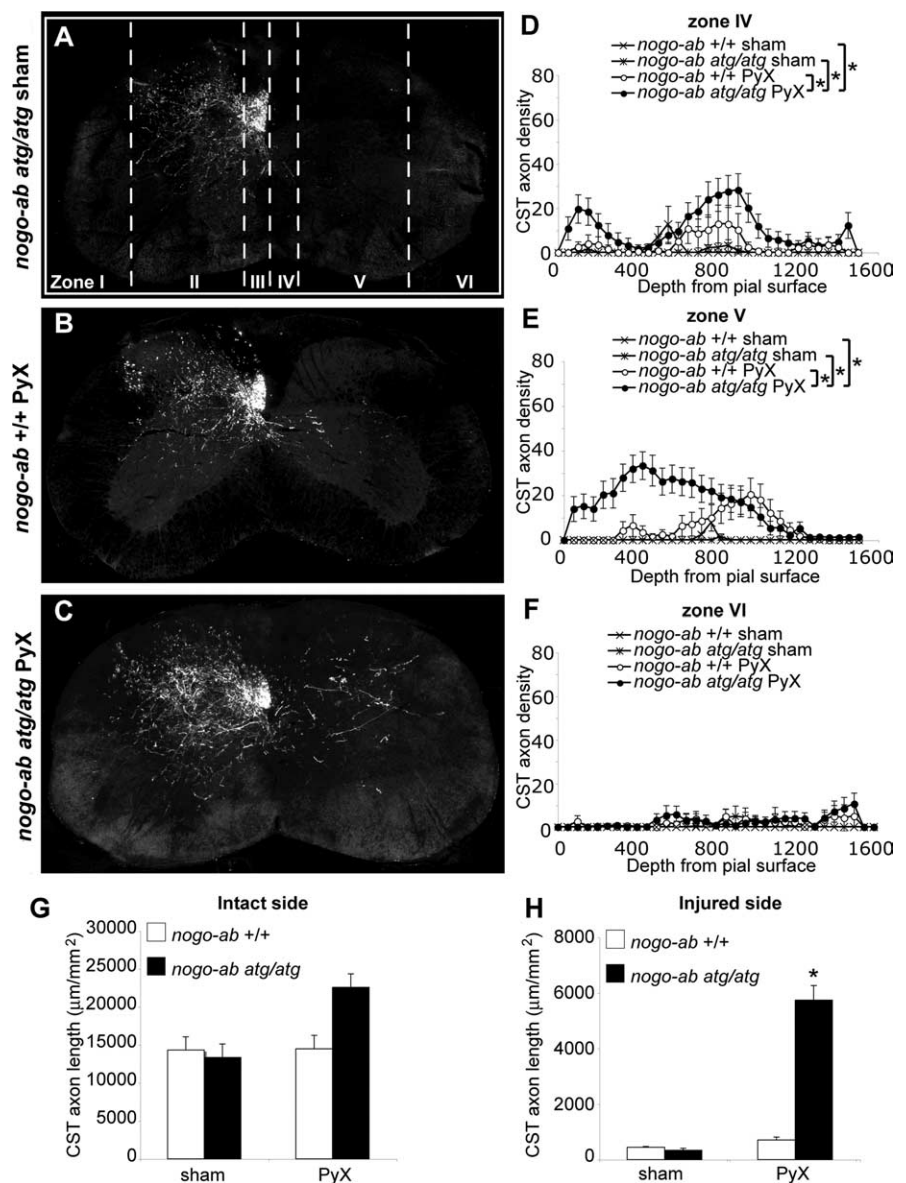 A
nogo-ab atg/atg sham
Zone I II III IV V VI
B
nogo-ab +/+ PyX
C
nogo-ab atg/atg PyX
D
zone IV
nogo-ab +/+ sham
nogo-ab atg/atg sham
nogo-ab +/+ PyX
nogo-ab atg/atg PyX
* * *
CST axon density
80
60
40
20
0
0 400 800 1200 1600
Depth from pial surface
E
zone V
nogo-ab +/+ sham
nogo-ab atg/atg sham
nogo-ab +/+ PyX
nogo-ab atg/atg PyX
* * *
CST axon density
80
60
40
20
0
0 400 800 1200 1600
Depth from pial surface
F
zone VI
nogo-ab +/+ sham
nogo-ab atg/atg sham
nogo-ab +/+ PyX
nogo-ab atg/atg PyX
CST axon density
80
60
40
20
0
0 400 800 1200 1600
Depth from pial surface
G
Intact side
nogo-ab +/+
nogo-ab atg/atg
CST axon length (µm/mm²)
30000
25000
20000
15000
10000
5000
0
sham PyX
H
Injured side
nogo-ab +/+
nogo-ab atg/atg
*
CST axon length (µm/mm²)
8000
6000
4000
2000
0
sham PyX